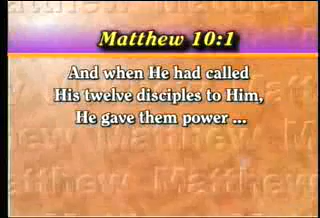 Matthew 10:1
And when He had called
His twelve disciples to Him,
He gave them power ...